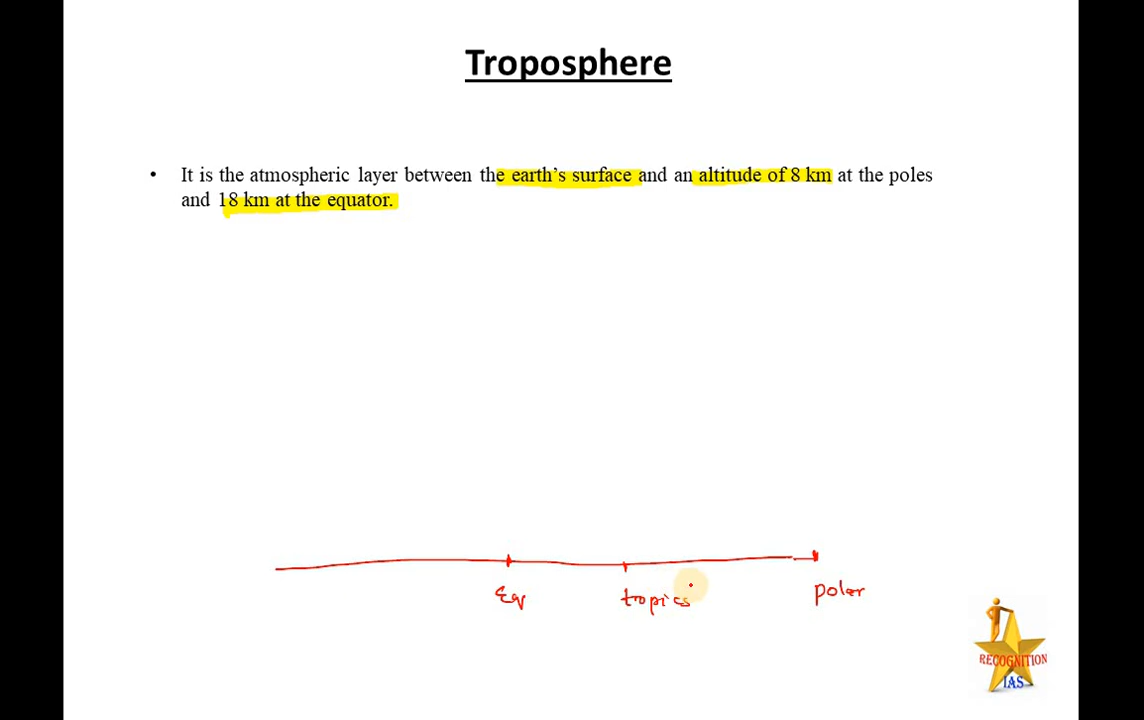 Troposphere
• It is the atmospheric layer between the earth's surface and an altitude of 8 km at the poles
and 18 km at the equator.
Eq
tropics
polar
RECOGNITION
IAS